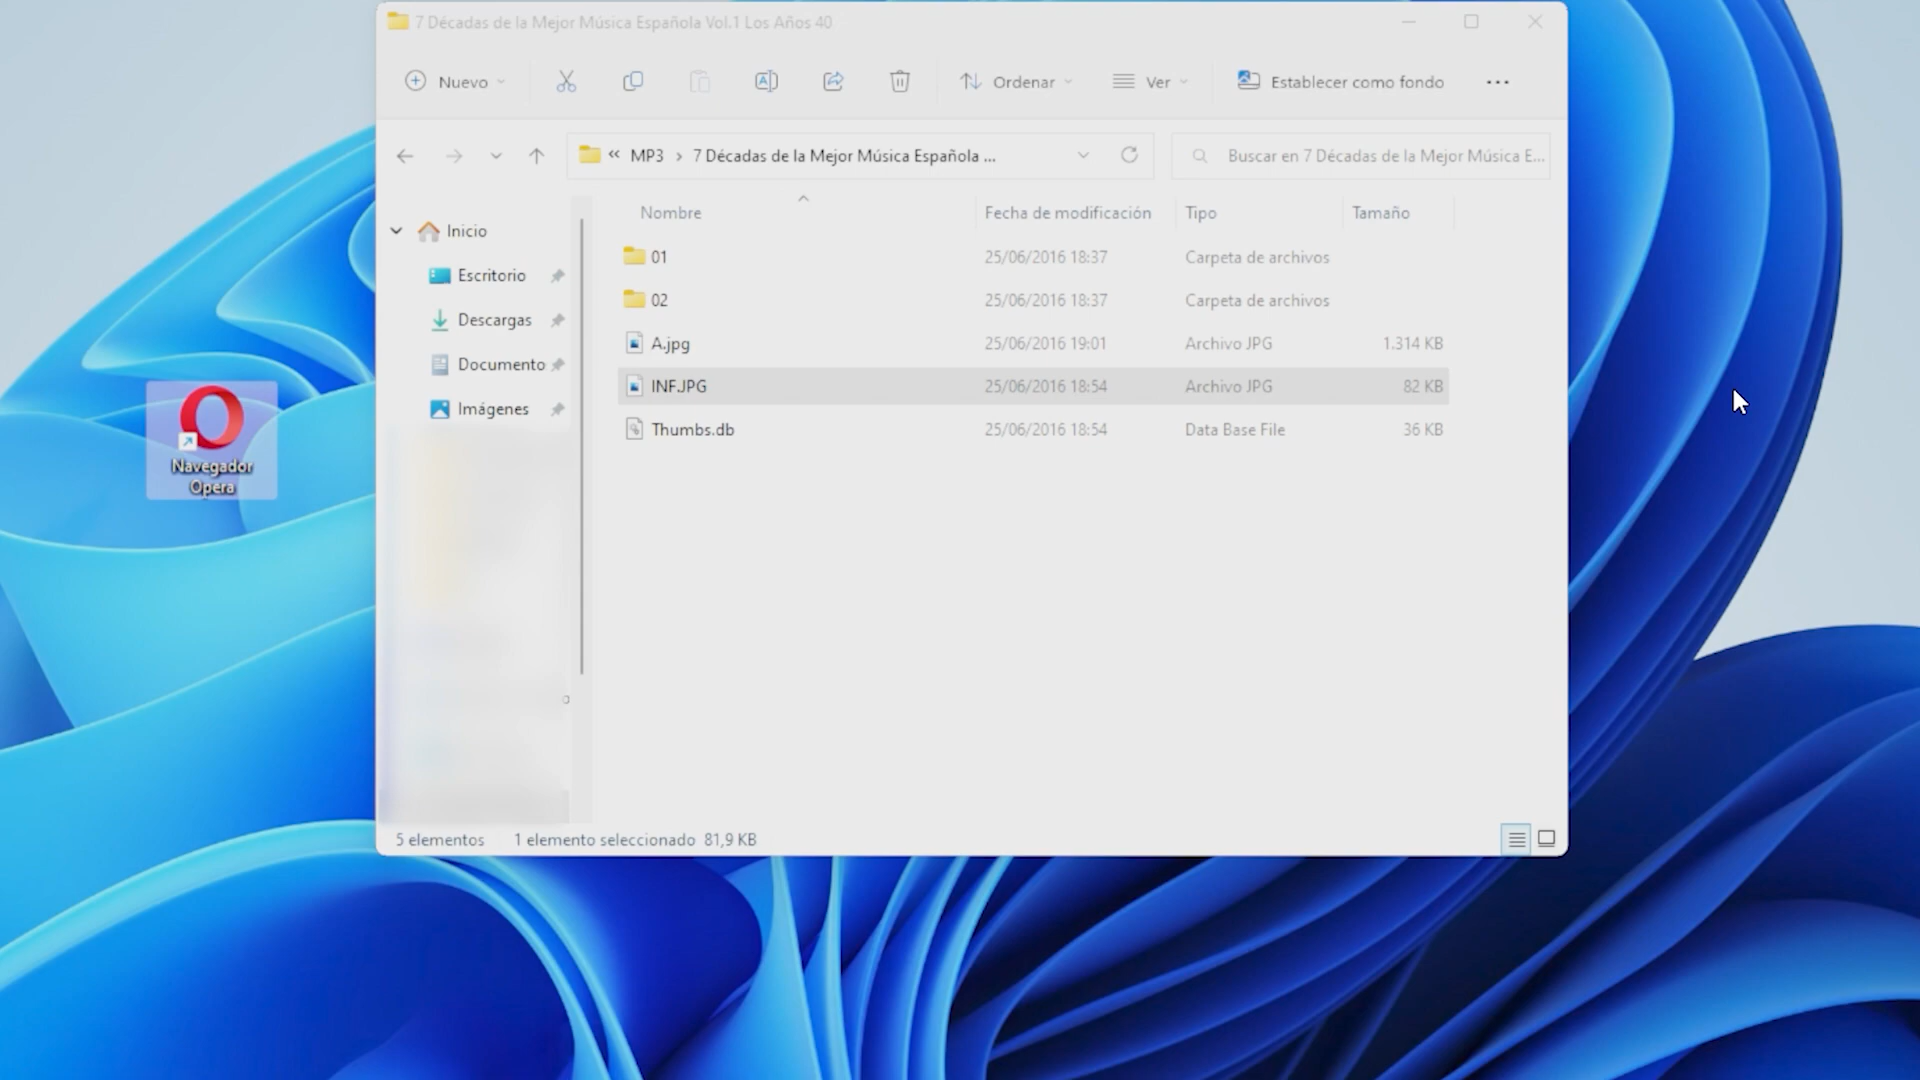 7 Décadas de la Mejor Música Española Vol.1 Los Años 40
Nuevo
Ordenar
Ver
Establecer como fondo
« MP3 › 7 Décadas de la Mejor Música Española ...
Buscar en 7 Décadas de la Mejor Música E...
Nombre Fecha de modificación Tipo Tamaño
Inicio
Escritorio
Descargas
Documento
Imágenes
01 25/06/2016 18:37 Carpeta de archivos
02 25/06/2016 18:37 Carpeta de archivos
A.jpg 25/06/2016 19:01 Archivo JPG 1.314 KB
INF.JPG 25/06/2016 18:54 Archivo JPG 82 KB
Thumbs.db 25/06/2016 18:54 Data Base File 36 KB
Navegador
Opera
5 elementos 1 elemento seleccionado 81,9 KB